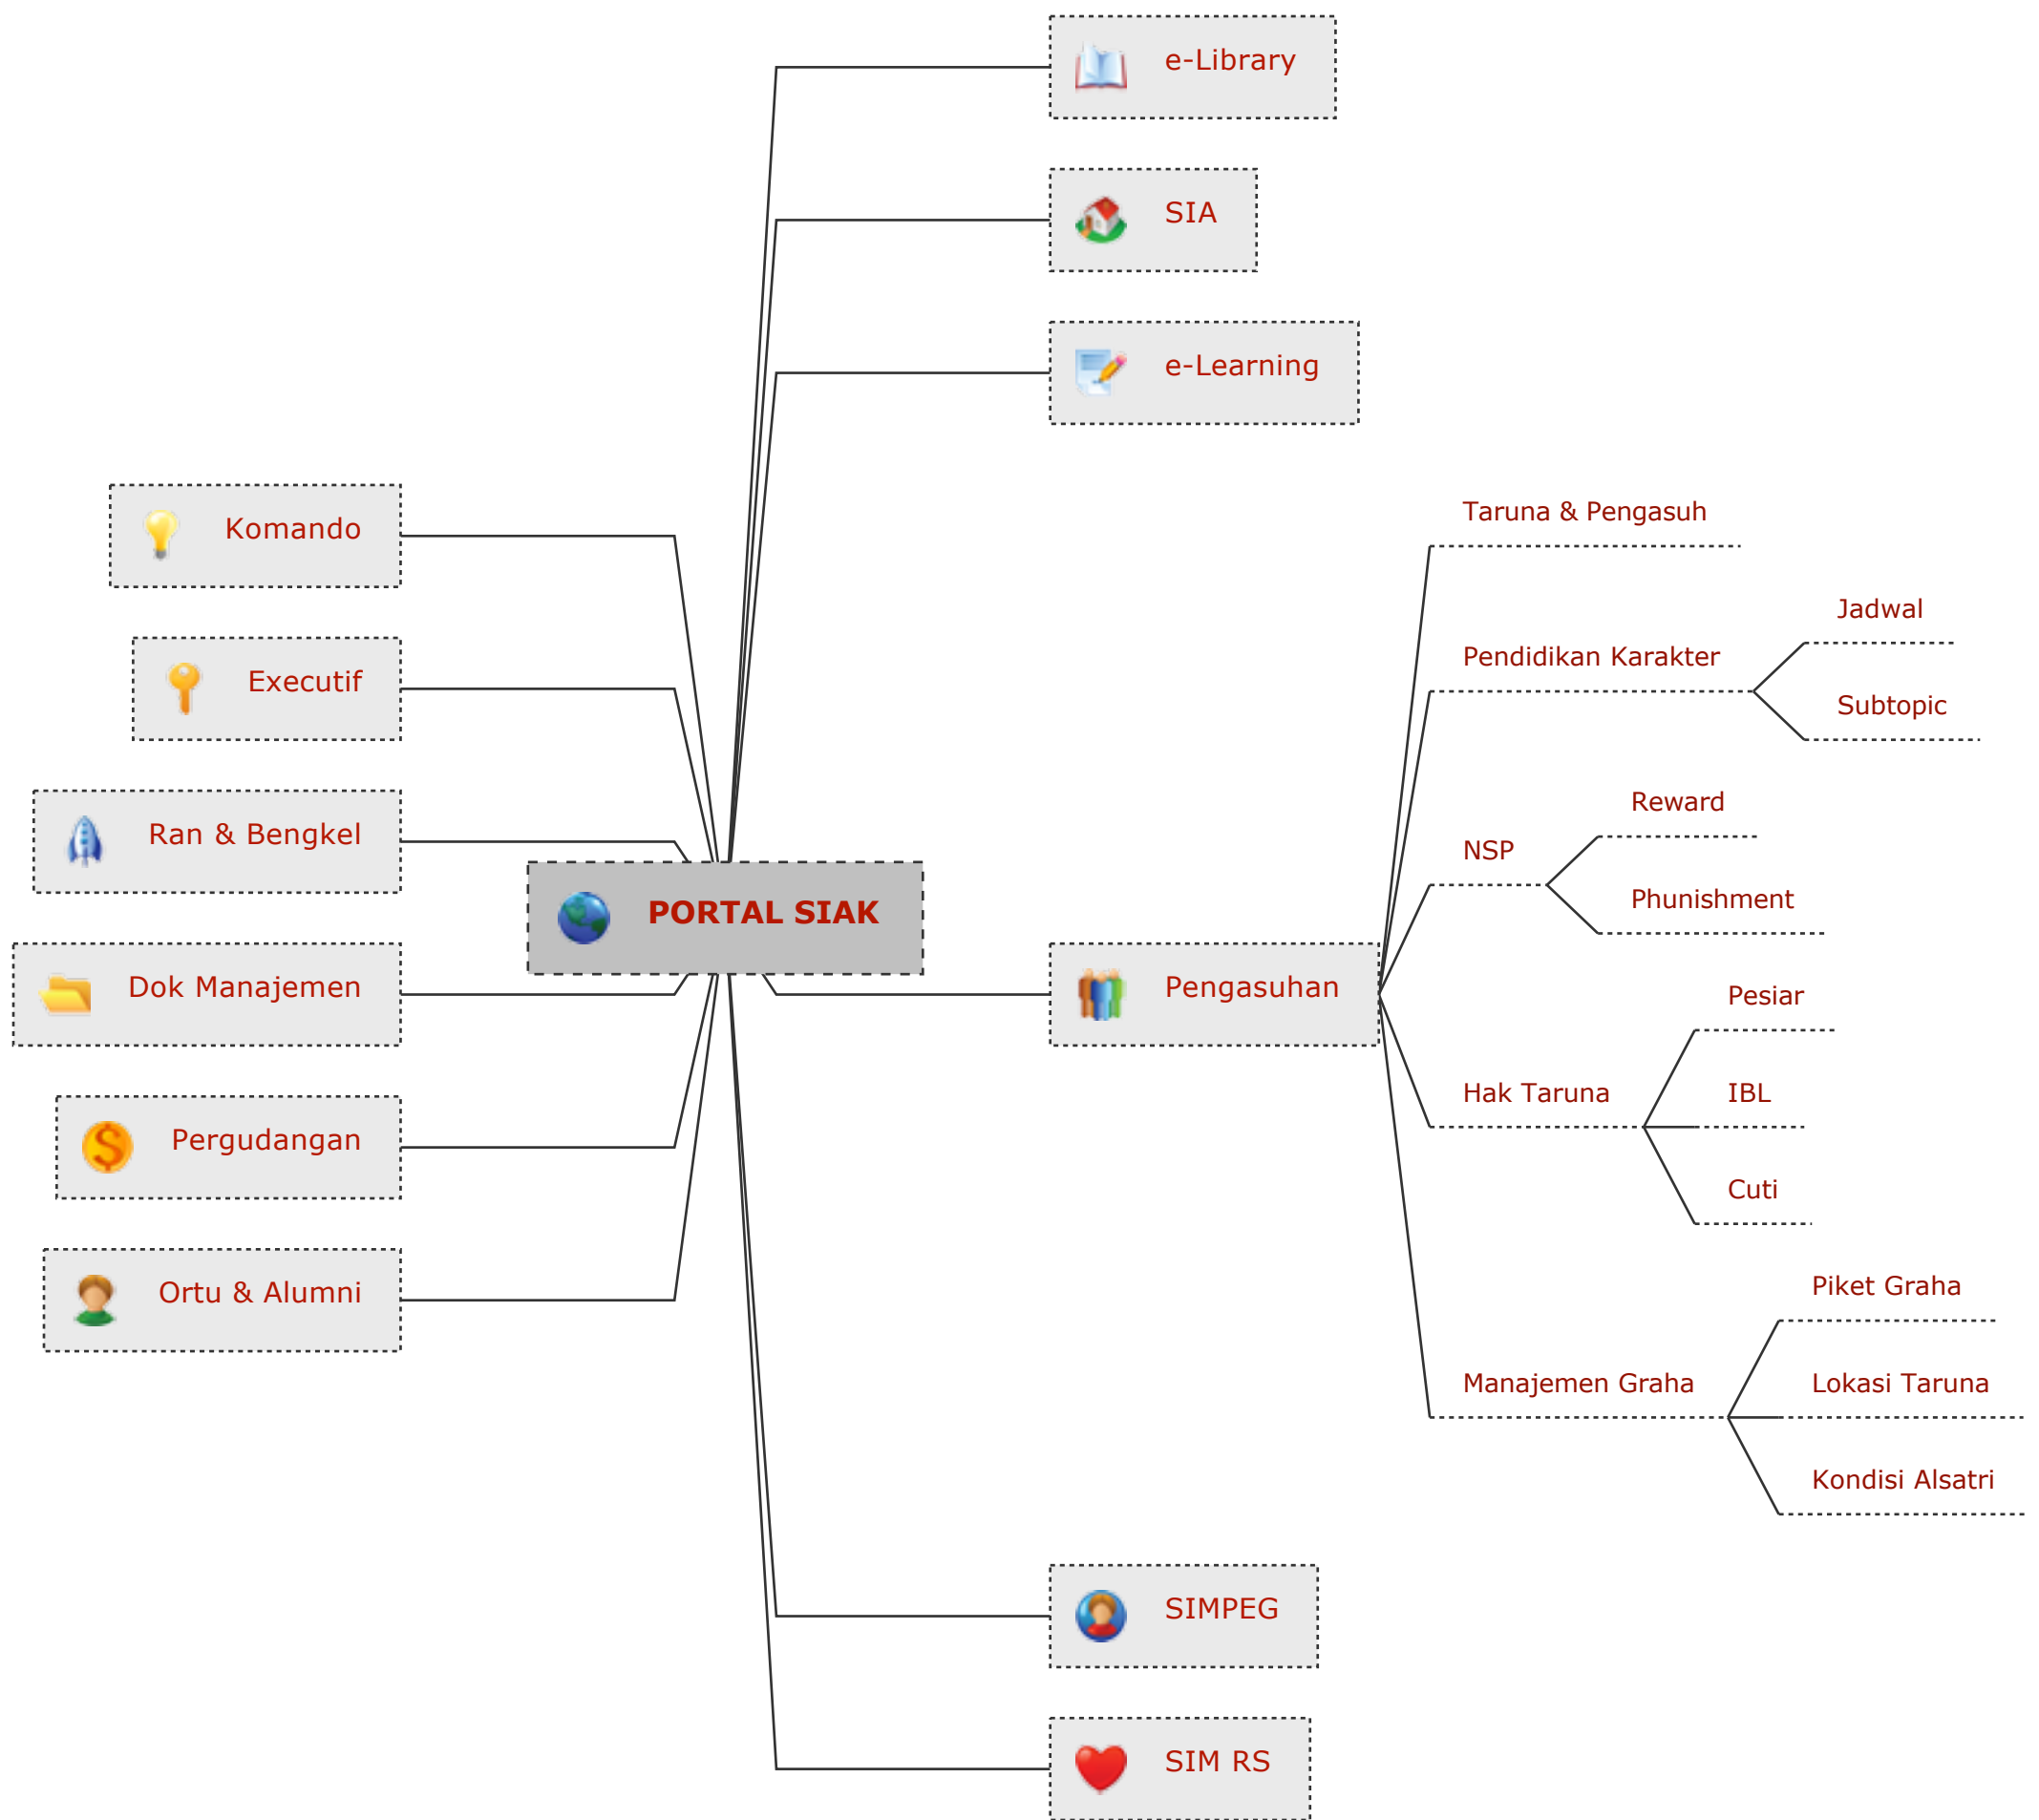 e-Library
SIA
e-Learning
Komando
Executif
Ran & Bengkel
Dok Manajemen
Pergudangan
Ortu & Alumni
PORTAL SIAK
Pengasuhan
Taruna & Pengasuh
Pendidikan Karakter
Jadwal
Subtopic
NSP
Reward
Phunishment
Hak Taruna
Pesiar
IBL
Cuti
Manajemen Graha
Piket Graha
Lokasi Taruna
Kondisi Alsatri
SIMPEG
SIM RS